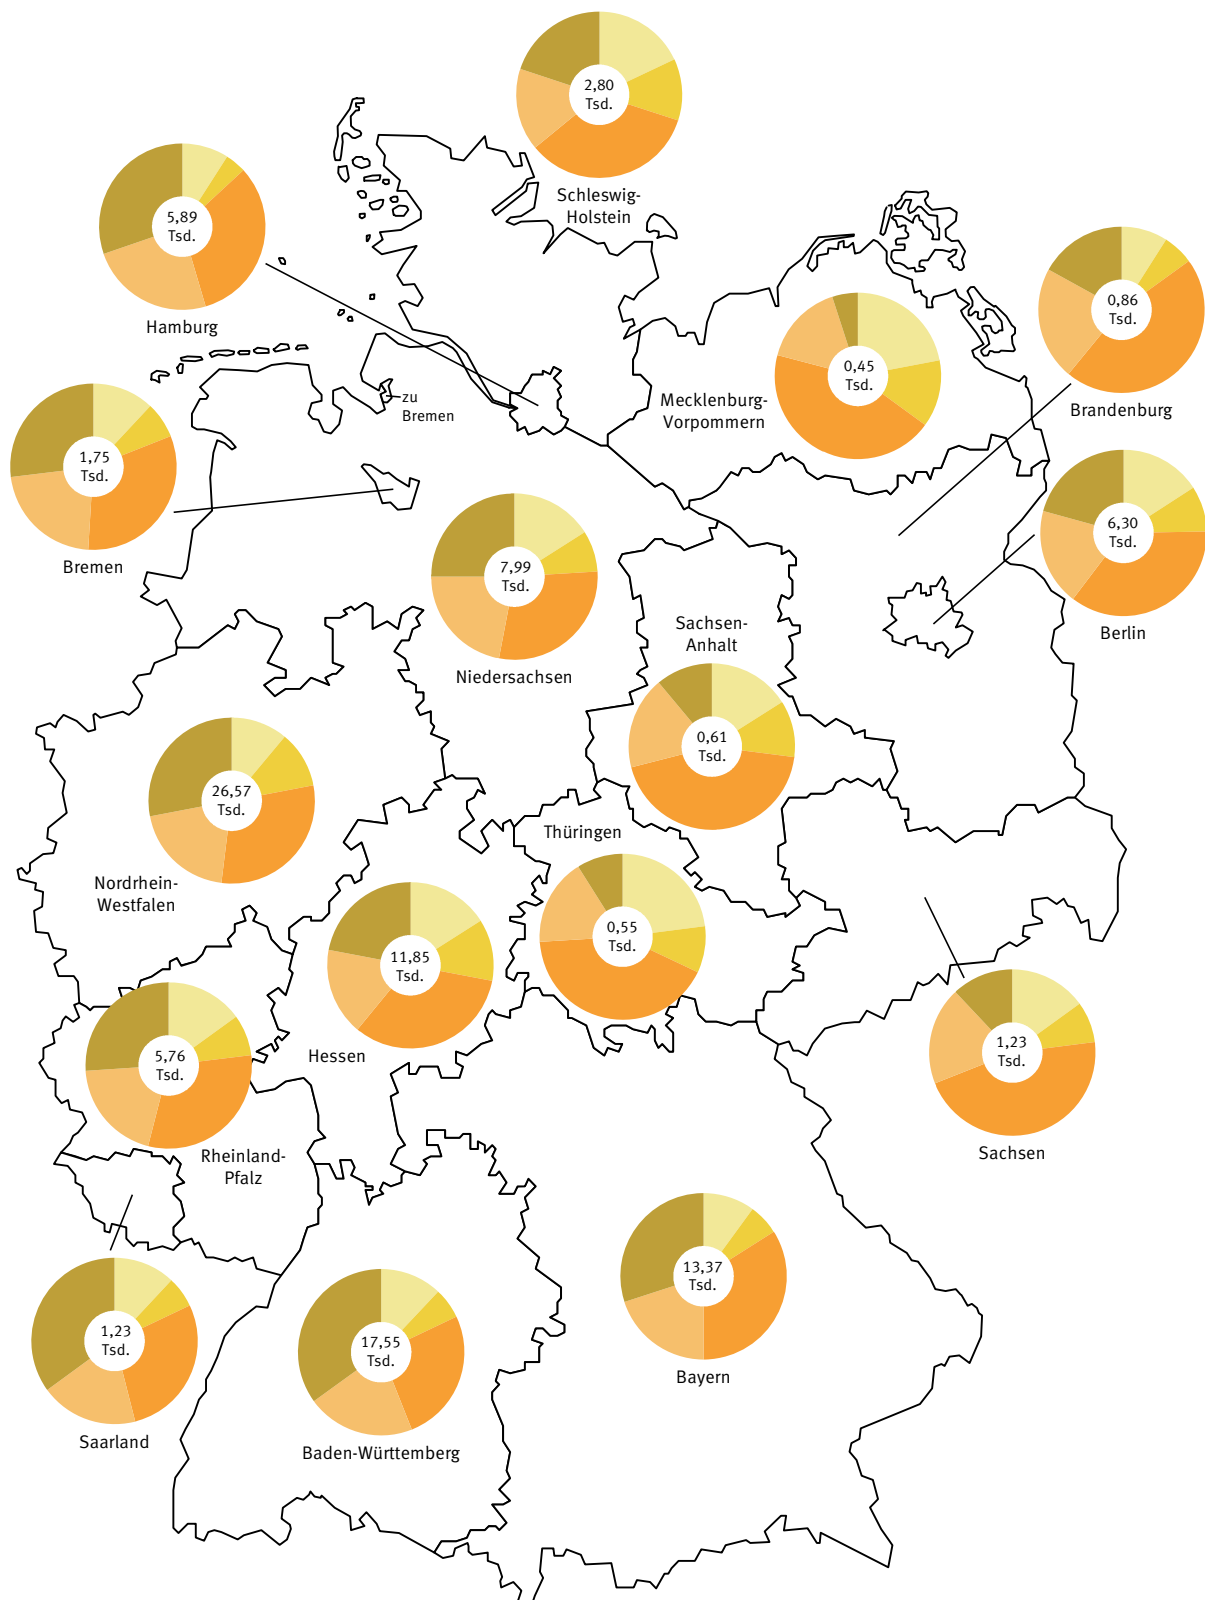 2,80
Tsd.
Schleswig-
Holstein
5,89
Tsd.
Hamburg
0,86
Tsd.
Brandenburg
0,45
Tsd.
Mecklenburg-
Vorpommern
zu
Bremen
1,75
Tsd.
Bremen
6,30
Tsd.
Berlin
7,99
Tsd.
Niedersachsen
Sachsen-
Anhalt
0,61
Tsd.
26,57
Tsd.
Nordrhein-
Westfalen
Thüringen
0,55
Tsd.
11,85
Tsd.
Hessen
5,76
Tsd.
Rheinland-
Pfalz
1,23
Tsd.
Sachsen
13,37
Tsd.
Bayern
1,23
Tsd.
Saarland
17,55
Tsd.
Baden-Württemberg